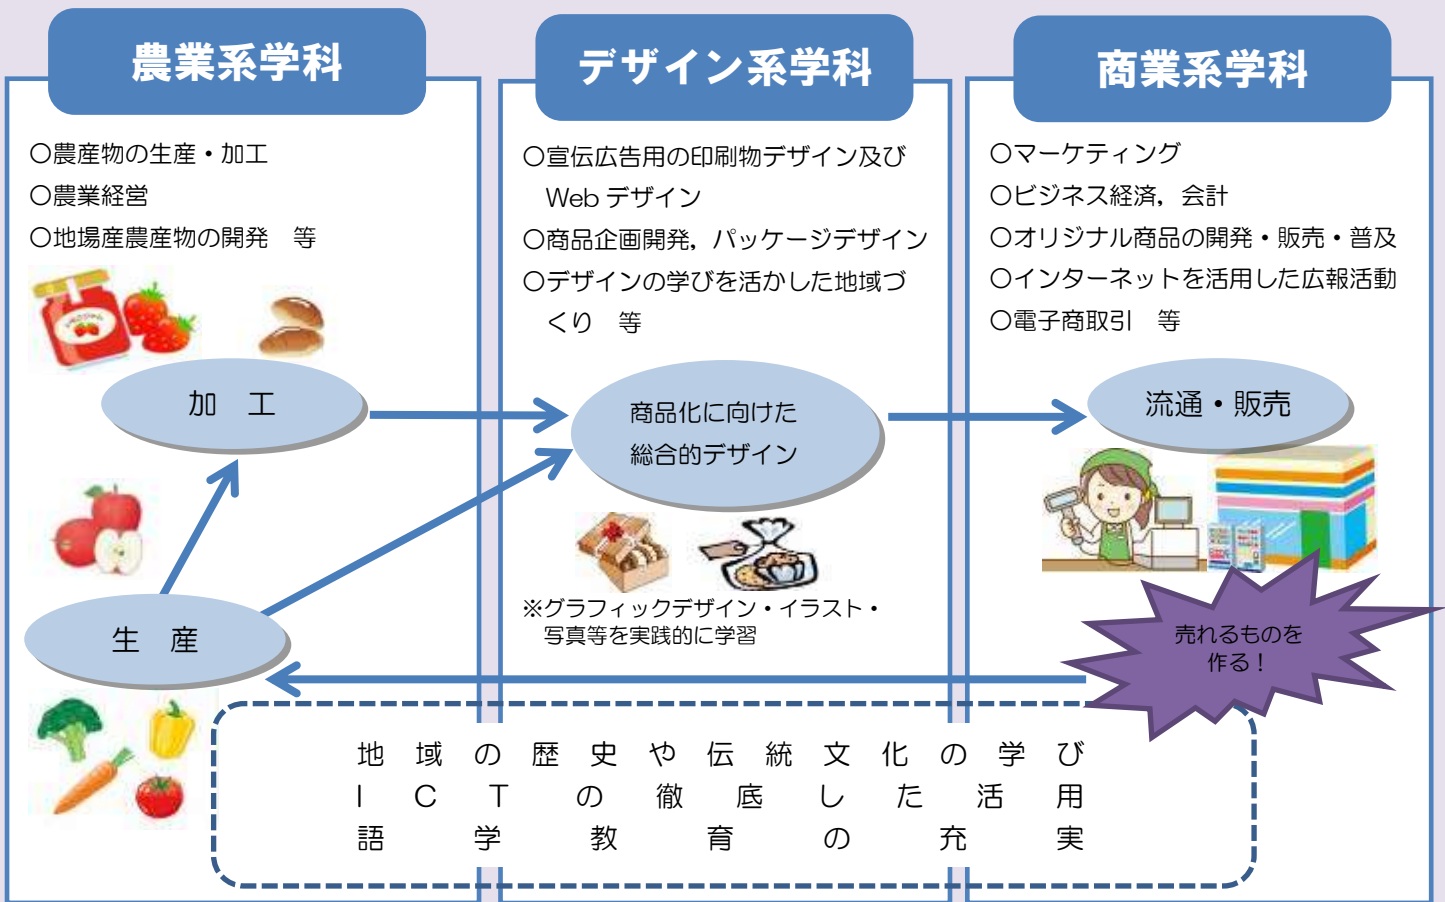 農業系学科
○農産物の生産・加工
○農業経営
○地場産農産物の開発　等
加　工
生　産
デザイン系学科
○宣伝広告用の印刷物デザイン及び
Web デザイン
○商品企画開発，パッケージデザイン
○デザインの学びを活かした地域づ
くり　等
商品化に向けた
総合的デザイン
※グラフィックデザイン・イラスト・
写真等を実践的に学習
商業系学科
○マーケティング
○ビジネス経済，会計
○オリジナル商品の開発・販売・普及
○インターネットを活用した広報活動
○電子商取引　等
流通・販売
売れるものを
作る！
地域の歴史や伝統文化の学び
ＩＣＴの徹底した活用
語学教育の充実